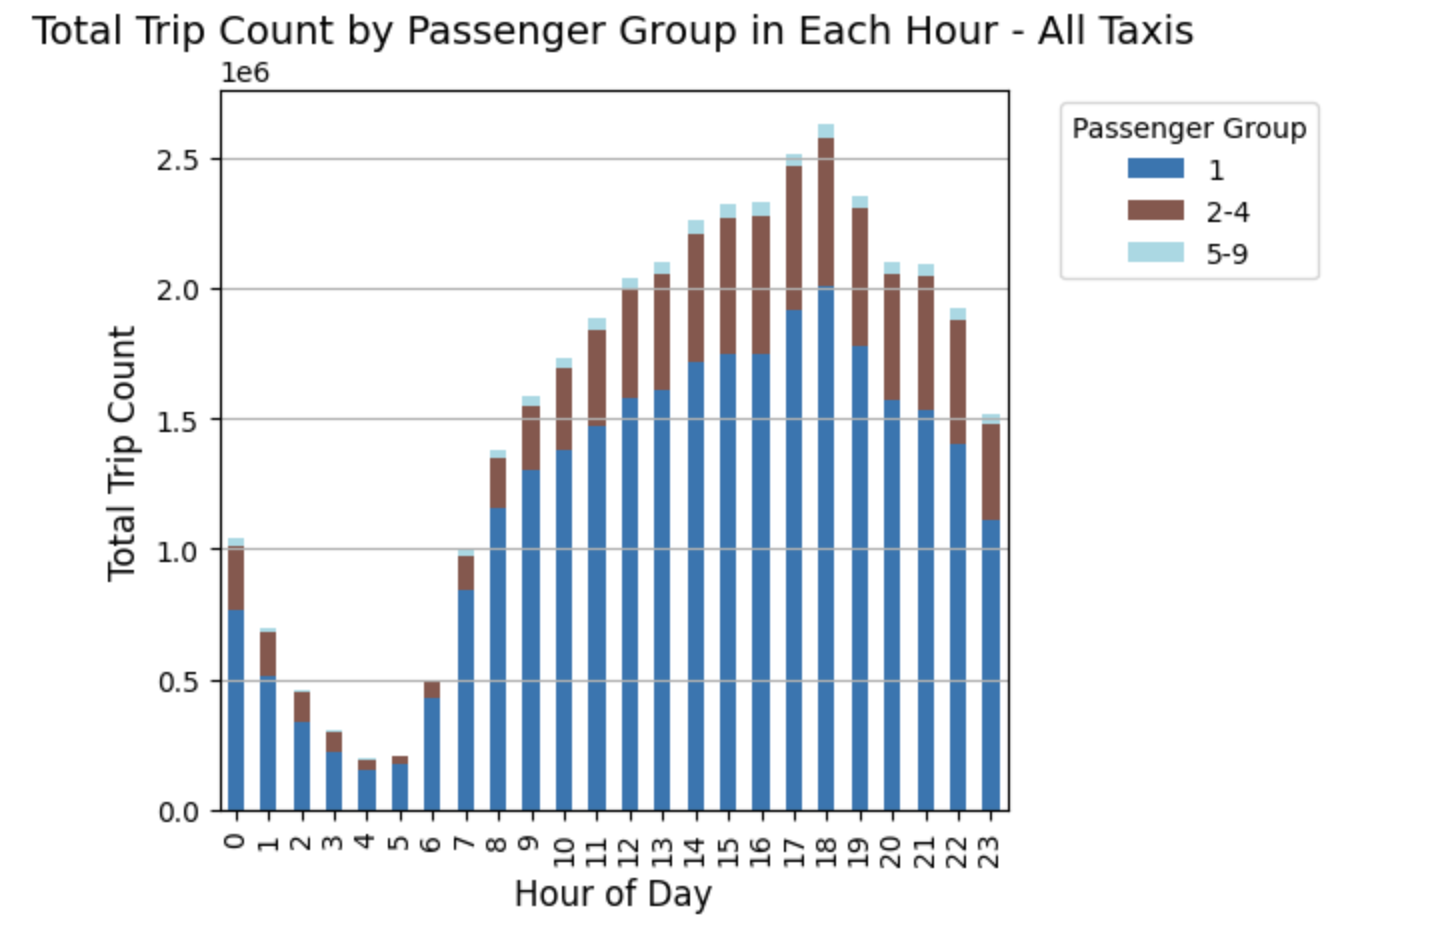 Total Trip Count by Passenger Group in Each Hour - All Taxis
1e6
Passenger Group
1
2-4
5-9
2.5
2.0
1.5
1.0
0.5
0.0
Total Trip Count
0 1 2 3 4 5 6 7 8 9 10 11 12 13 14 15 16 17 18 19 20 21 22 23
Hour of Day